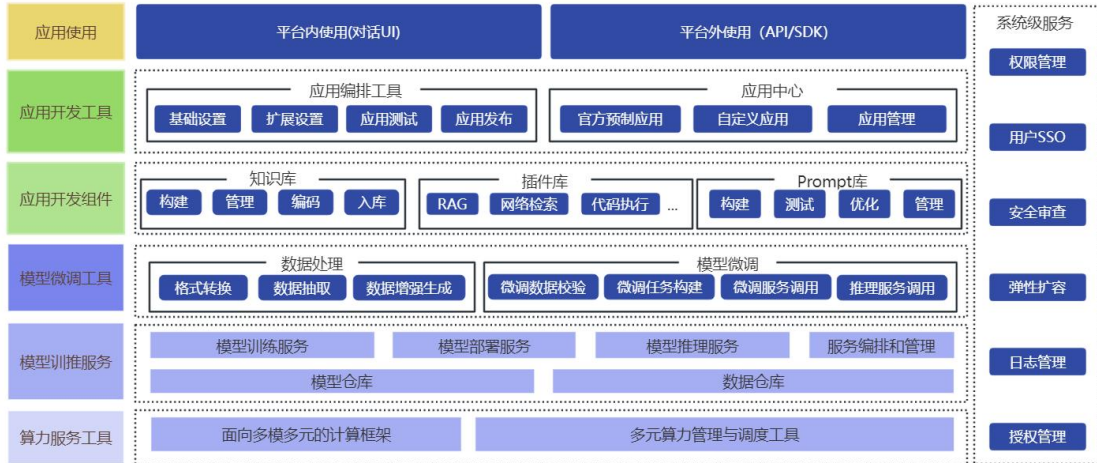 应用使用
平台内使用(对话UI)
平台外使用（API/SDK）
应用开发工具
应用编排工具
基础设置
扩展设置
应用测试
应用发布
应用中心
官方预制应用
自定义应用
应用管理
应用开发组件
知识库
构建
管理
编码
入库
插件库
RAG
网络检索
代码执行
...
Prompt库
构建
测试
优化
管理
模型微调工具
数据处理
格式转换
数据抽取
数据增强生成
模型微调
微调数据校验
微调任务构建
微调服务调用
推理服务调用
模型训推服务
模型训练服务
模型部署服务
模型推理服务
服务编排和管理
模型仓库
数据仓库
算力服务工具
面向多模多元的计算框架
多元算力管理与调度工具
系统级服务
权限管理
用户SSO
安全审查
弹性扩容
日志管理
授权管理